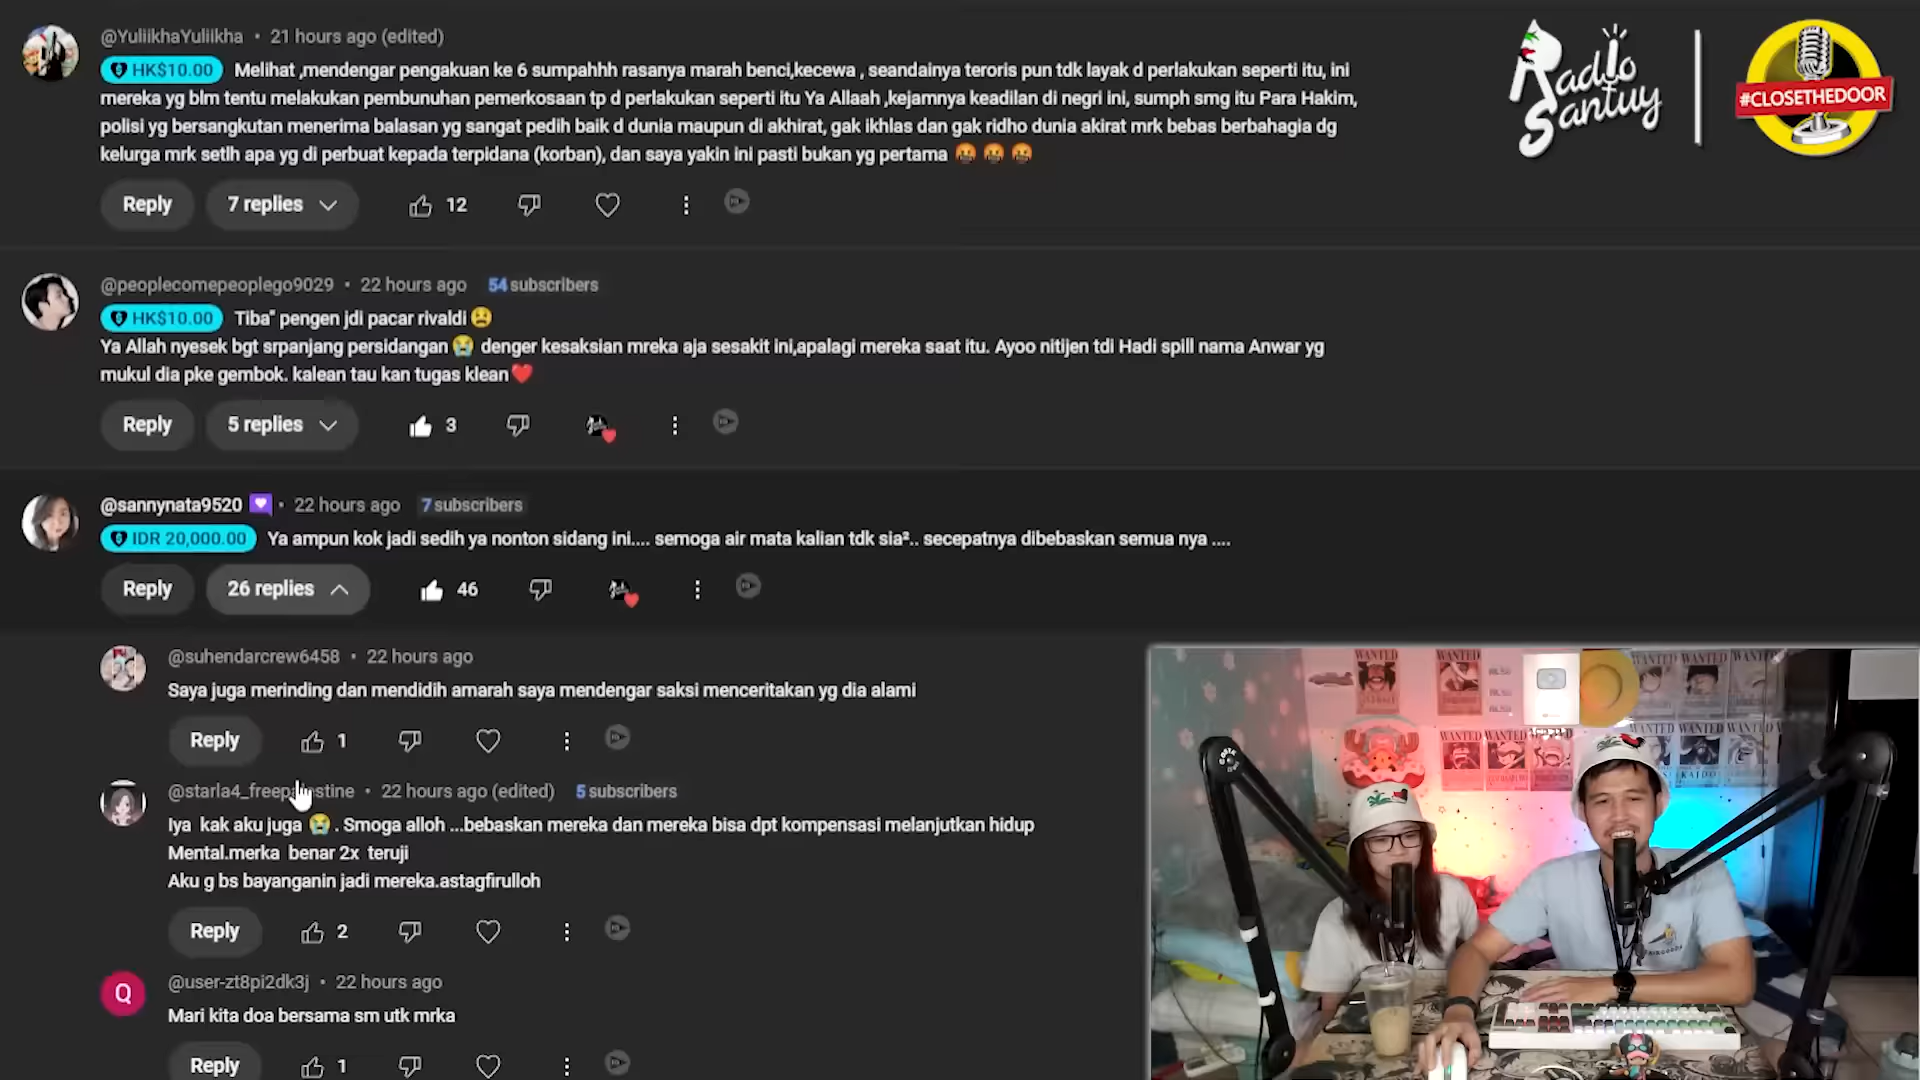 @YuliikhaYuliikha • 21 hours ago (edited)
HK$10.00 Melihat ,mendengar pengakuan ke 6 sumpahhh rasanya marah benci,kecewa , seandainya teroris pun tdk layak d perlakukan seperti itu, ini
mereka yg blm tentu melakukan pembunuhan pemerkosaan tp d perlakukan seperti itu Ya Allaah ,kejamnya keadilan di negri ini, sumph smg itu Para Hakim,
polisi yg bersangkutan menerima balasan yg sangat pedih baik d dunia maupun di akhirat, gak ikhlas dan gak ridho dunia akirat mrk bebas berbahagia dg
kelurga mrk setlh apa yg di perbuat kepada terpidana (korban), dan saya yakin ini pasti bukan yg pertama 🤬 🤬 🤬
Reply 7 replies 12
@peoplecomepeoplego9029 • 22 hours ago 54 subscribers
HK$10.00 Tiba" pengen jdi pacar rivaldi 😫
Ya Allah nyesek bgt srpanjang persidangan 😭 denger kesaksian mreka aja sesakit ini,apalagi mereka saat itu. Ayoo nitijen tdi Hadi spill nama Anwar yg
mukul dia pke gembok. kalean tau kan tugas klean❤️
Reply 5 replies 3
@sannynata9520 • 22 hours ago 7 subscribers
IDR 20,000.00 Ya ampun kok jadi sedih ya nonton sidang ini.... semoga air mata kalian tdk sia².. secepatnya dibebaskan semua nya ....
Reply 26 replies 46
@suhendarcrew6458 • 22 hours ago
Saya juga merinding dan mendidih amarah saya mendengar saksi menceritakan yg dia alami
Reply 1
@starla4_freepalestine • 22 hours ago (edited) 5 subscribers
Iya kak aku juga 😭 . Smoga alloh ...bebaskan mereka dan mereka bisa dpt kompensasi melanjutkan hidup
Mental.merka benar 2x teruji
Aku g bs bayanganin jadi mereka.astagfirulloh
Reply 2
Q
@user-zt8pi2dk3j • 22 hours ago
Mari kita doa bersama sm utk mrka
Reply 1
Radio
Santuy
#CLOSETHEDOOR
WANTED WANTED WANTED WANTED WANTED
WANTED WANTED WANTED WANTED